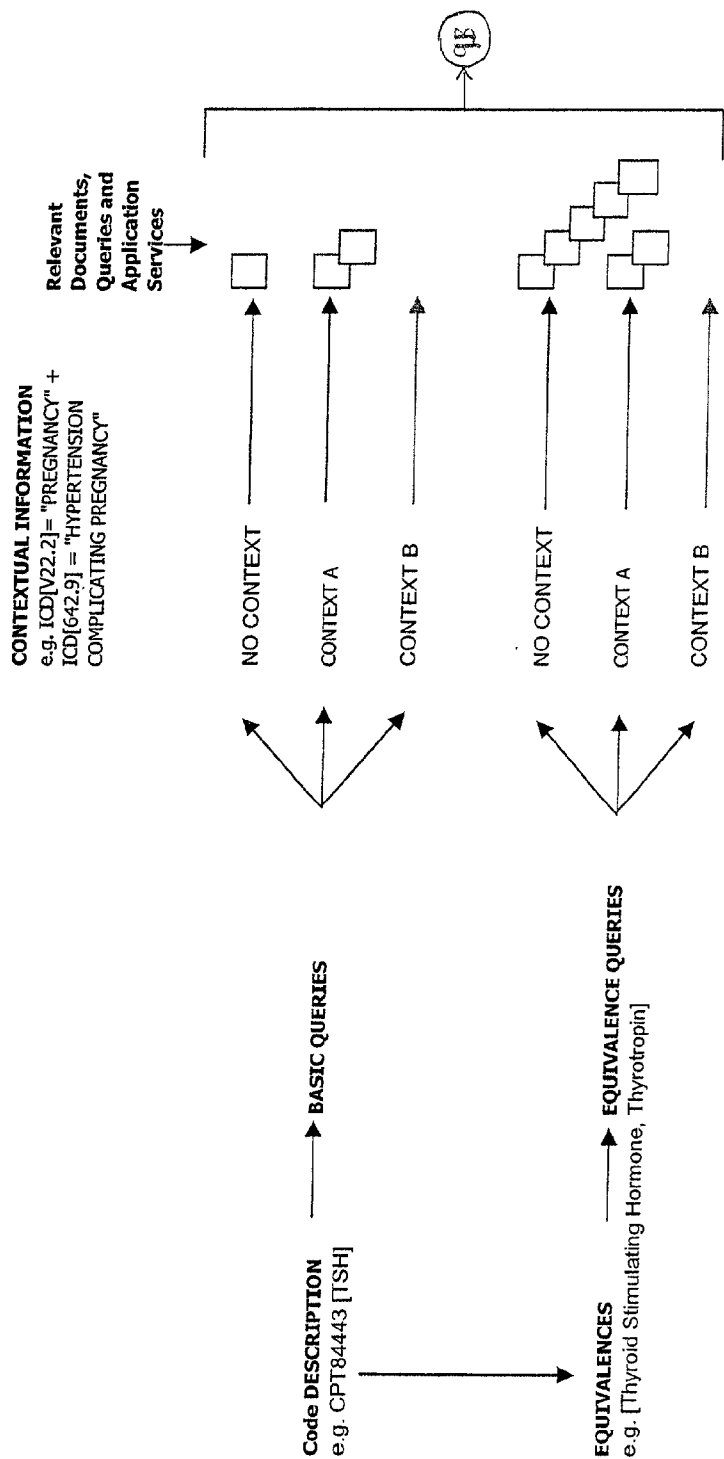 CONTEXTUAL INFORMATION
e.g. ICD[V22.2]= "PREGNANCY" +
ICD[642.9] = "HYPERTENSION
COMPLICATING PREGNANCY"
Relevant
Documents,
Queries and
Application
Services
Code DESCRIPTION
e.g. CPT84443 [TSH]
BASIC QUERIES
NO CONTEXT
CONTEXT A
CONTEXT B
EQUIVALENCES
e.g. [Thyroid Stimulating Hormone, Thyrotropin]
EQUIVALENCE QUERIES
NO CONTEXT
CONTEXT A
CONTEXT B